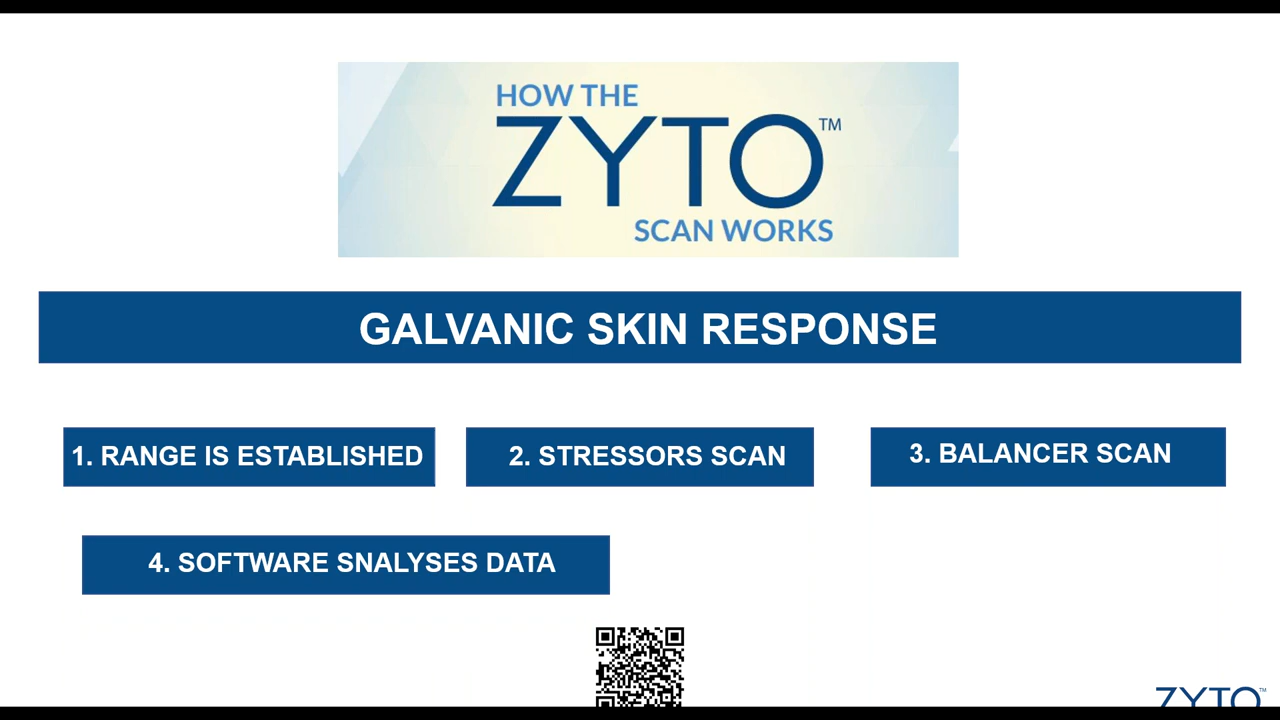 HOW THE
ZYTO™
SCAN WORKS
GALVANIC SKIN RESPONSE
1. RANGE IS ESTABLISHED
2. STRESSORS SCAN
3. BALANCER SCAN
4. SOFTWARE SNALYSES DATA
ZYTO™